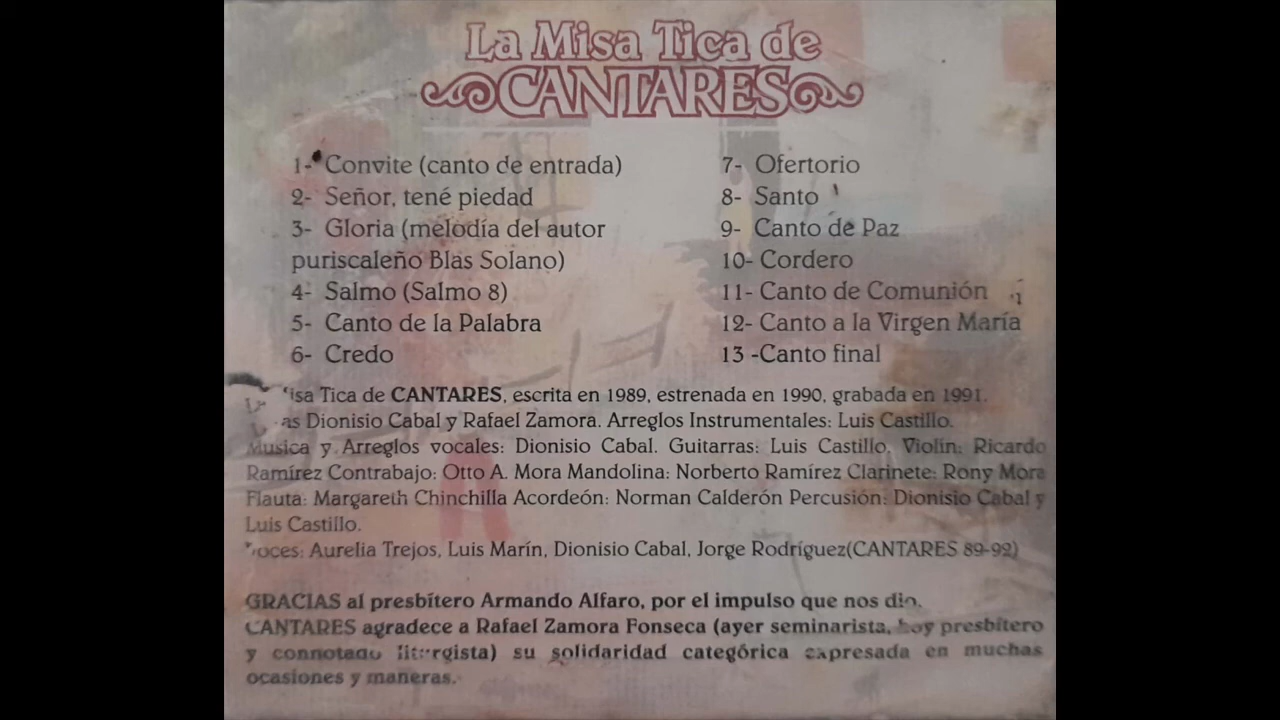 La Misa Tica de
CANTARES
1- Convite (canto de entrada)
2- Señor, tené piedad
3- Gloria (melodía del autor
puriscaleño Blas Solano)
4- Salmo (Salmo 8)
5- Canto de la Palabra
6- Credo
7- Ofertorio
8- Santo
9- Canto de Paz
10- Cordero
11- Canto de Comunión
12- Canto a la Virgen María
13 -Canto final
Tica de CANTARES, escrita en 1989, estrenada en 1990, grabada en 1991.
Dionisio Cabal y Rafael Zamora. Arreglos Instrumentales: Luis Castillo.
Musica y Arreglos vocales: Dionisio Cabal. Guitarras: Luis Castillo. Violín: Ricardo
Ramírez Contrabajo: Otto A. Mora Mandolina: Norberto Ramírez Clarinete: Rony Mora
Flauta: Margareth Chinchilla Acordeón: Norman Calderón Percusión: Dionisio Cabal y
Luis Castillo.
Voces: Aurelia Trejos, Luis Marín, Dionisio Cabal, Jorge Rodríguez(CANTARES 89-92)
GRACIAS al presbítero Armando Alfaro, por el impulso que nos dio.
CANTARES agradece a Rafael Zamora Fonseca (ayer seminarista, hoy presbítero
y connotado liturgista) su solidaridad categórica expresada en muchas
ocasiones y maneras.